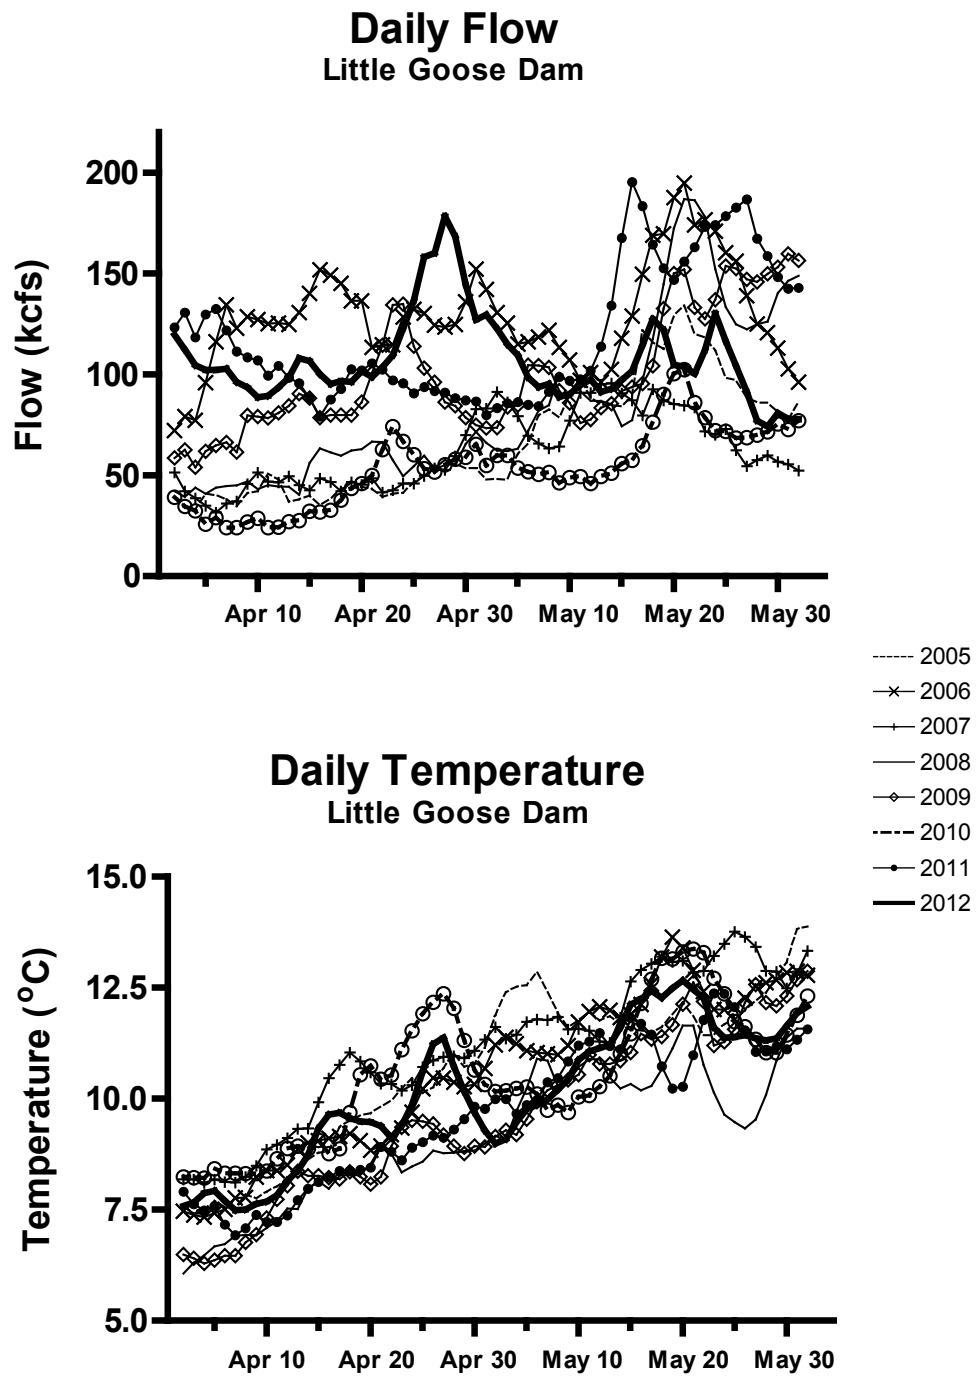 Daily Flow
Little Goose Dam
Flow (kcfs)
200
150
100
50
0
Apr 10 Apr 20 Apr 30 May 10 May 20 May 30
2005
2006
2007
2008
2009
2010
2011
2012
Daily Temperature
Little Goose Dam
Temperature (°C)
15.0
12.5
10.0
7.5
5.0
Apr 10 Apr 20 Apr 30 May 10 May 20 May 30